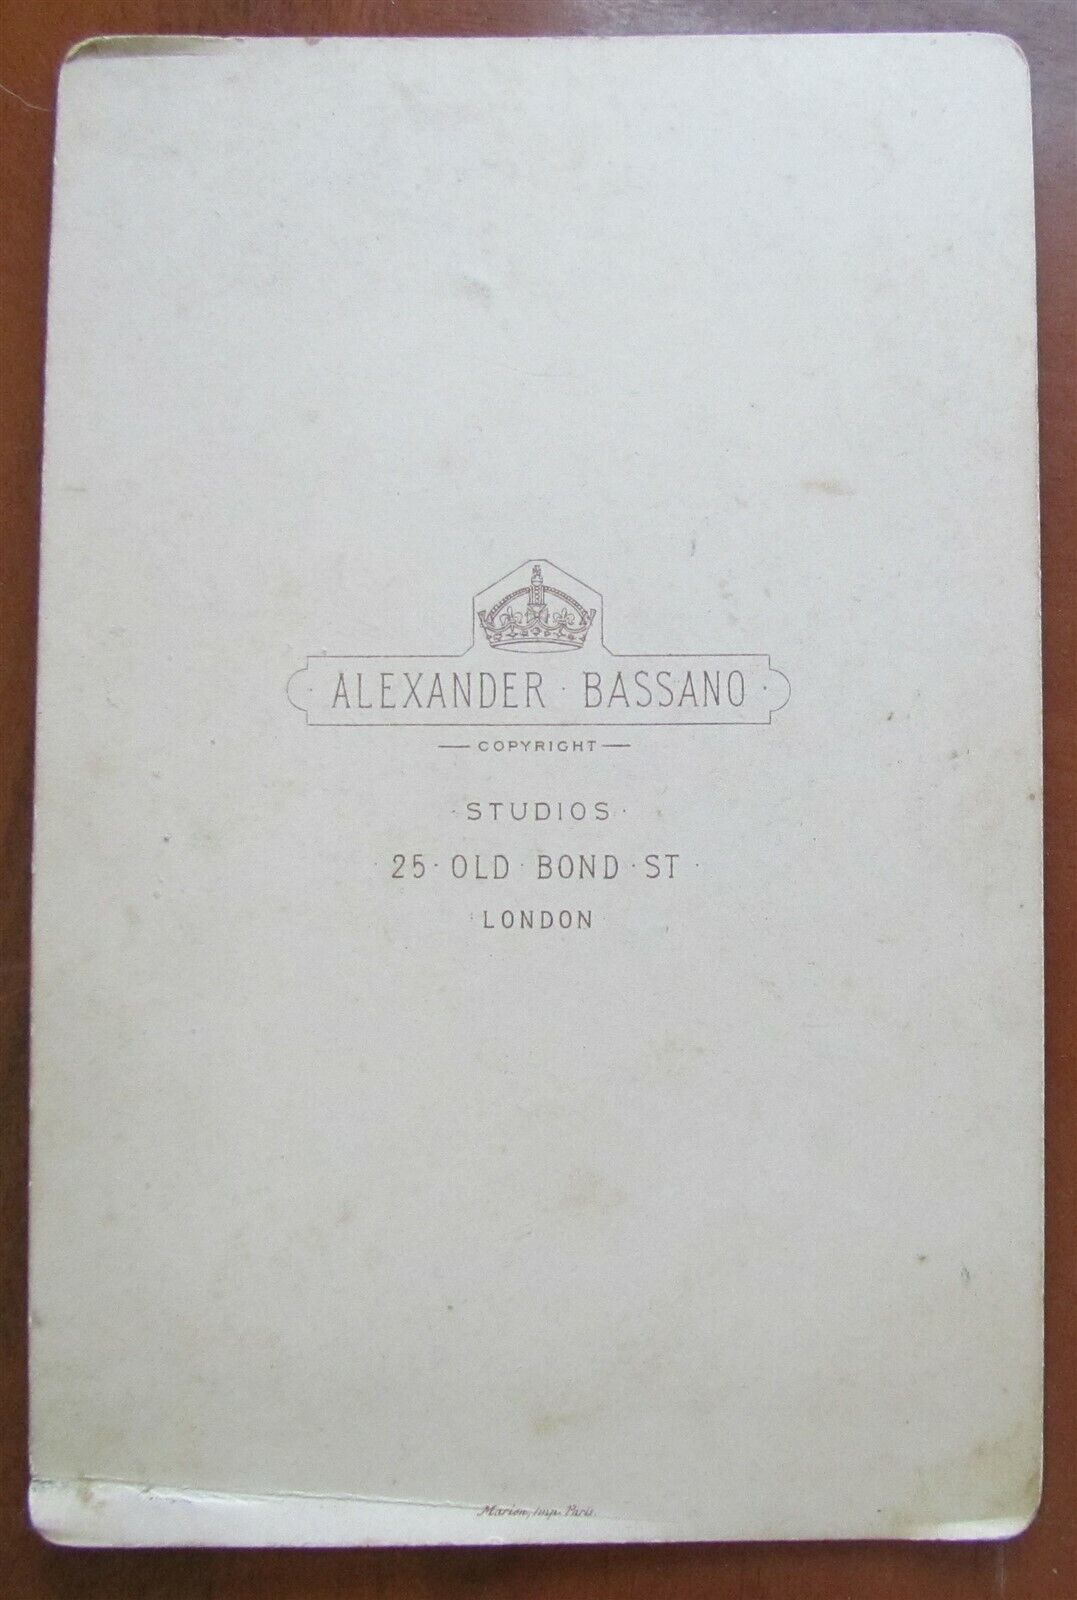 ALEXANDER · BASSANO
COPYRIGHT
· STUDIOS ·
· 25 · OLD · BOND · ST ·
· LONDON ·
Marion, Imp. Paris.